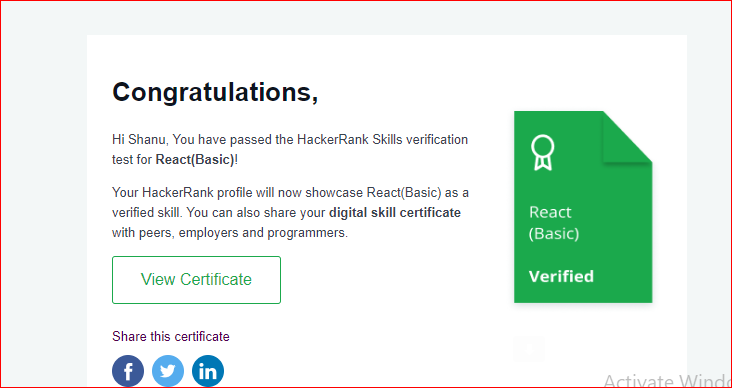 Congratulations,
Hi Shanu, You have passed the HackerRank Skills verification
test for React(Basic)!
Your HackerRank profile will now showcase React(Basic) as a
verified skill. You can also share your digital skill certificate
with peers, employers and programmers.
View Certificate
Share this certificate
React
(Basic)
Verified
Activate